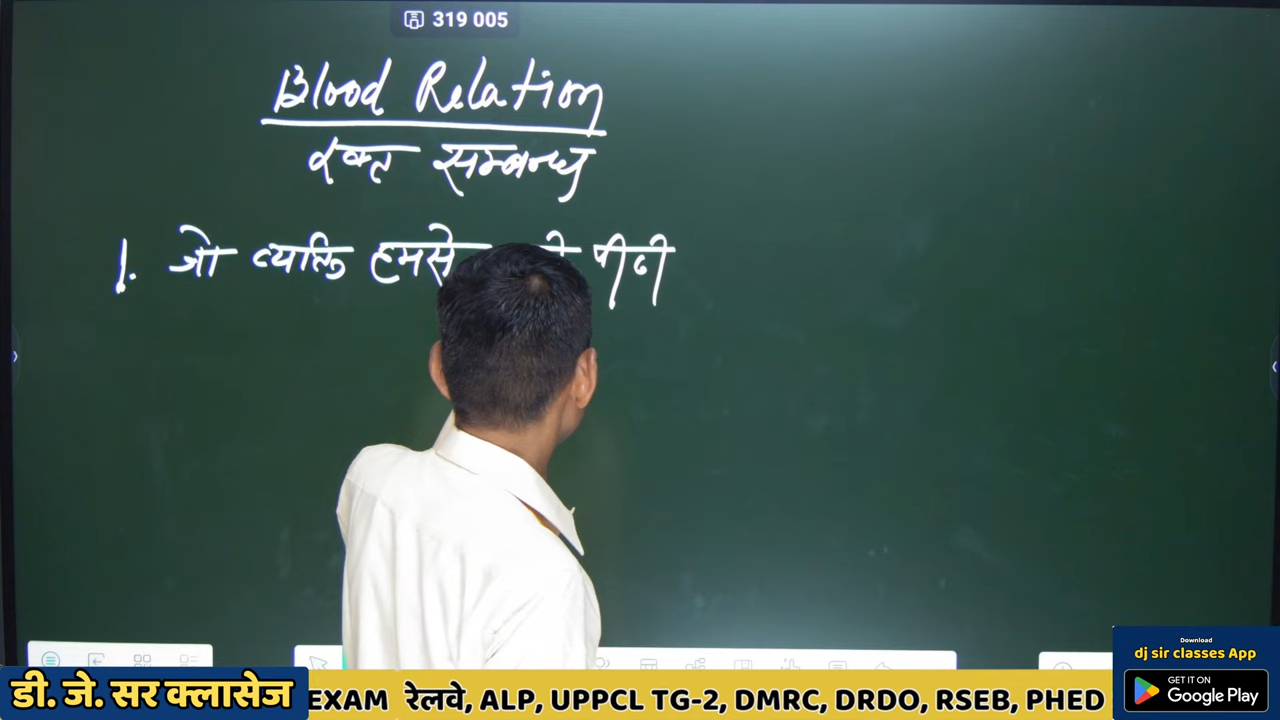 319 005
Blood Relation
रक्त सम्बन्ध
1. जो व्यक्ति हमसे पीढी
Download
dj sir classes App
GET IT ON
Google Play
डी. जे. सर क्लासेज
EXAM रेलवे, ALP, UPPCL TG-2, DMRC, DRDO, RSEB, PHED